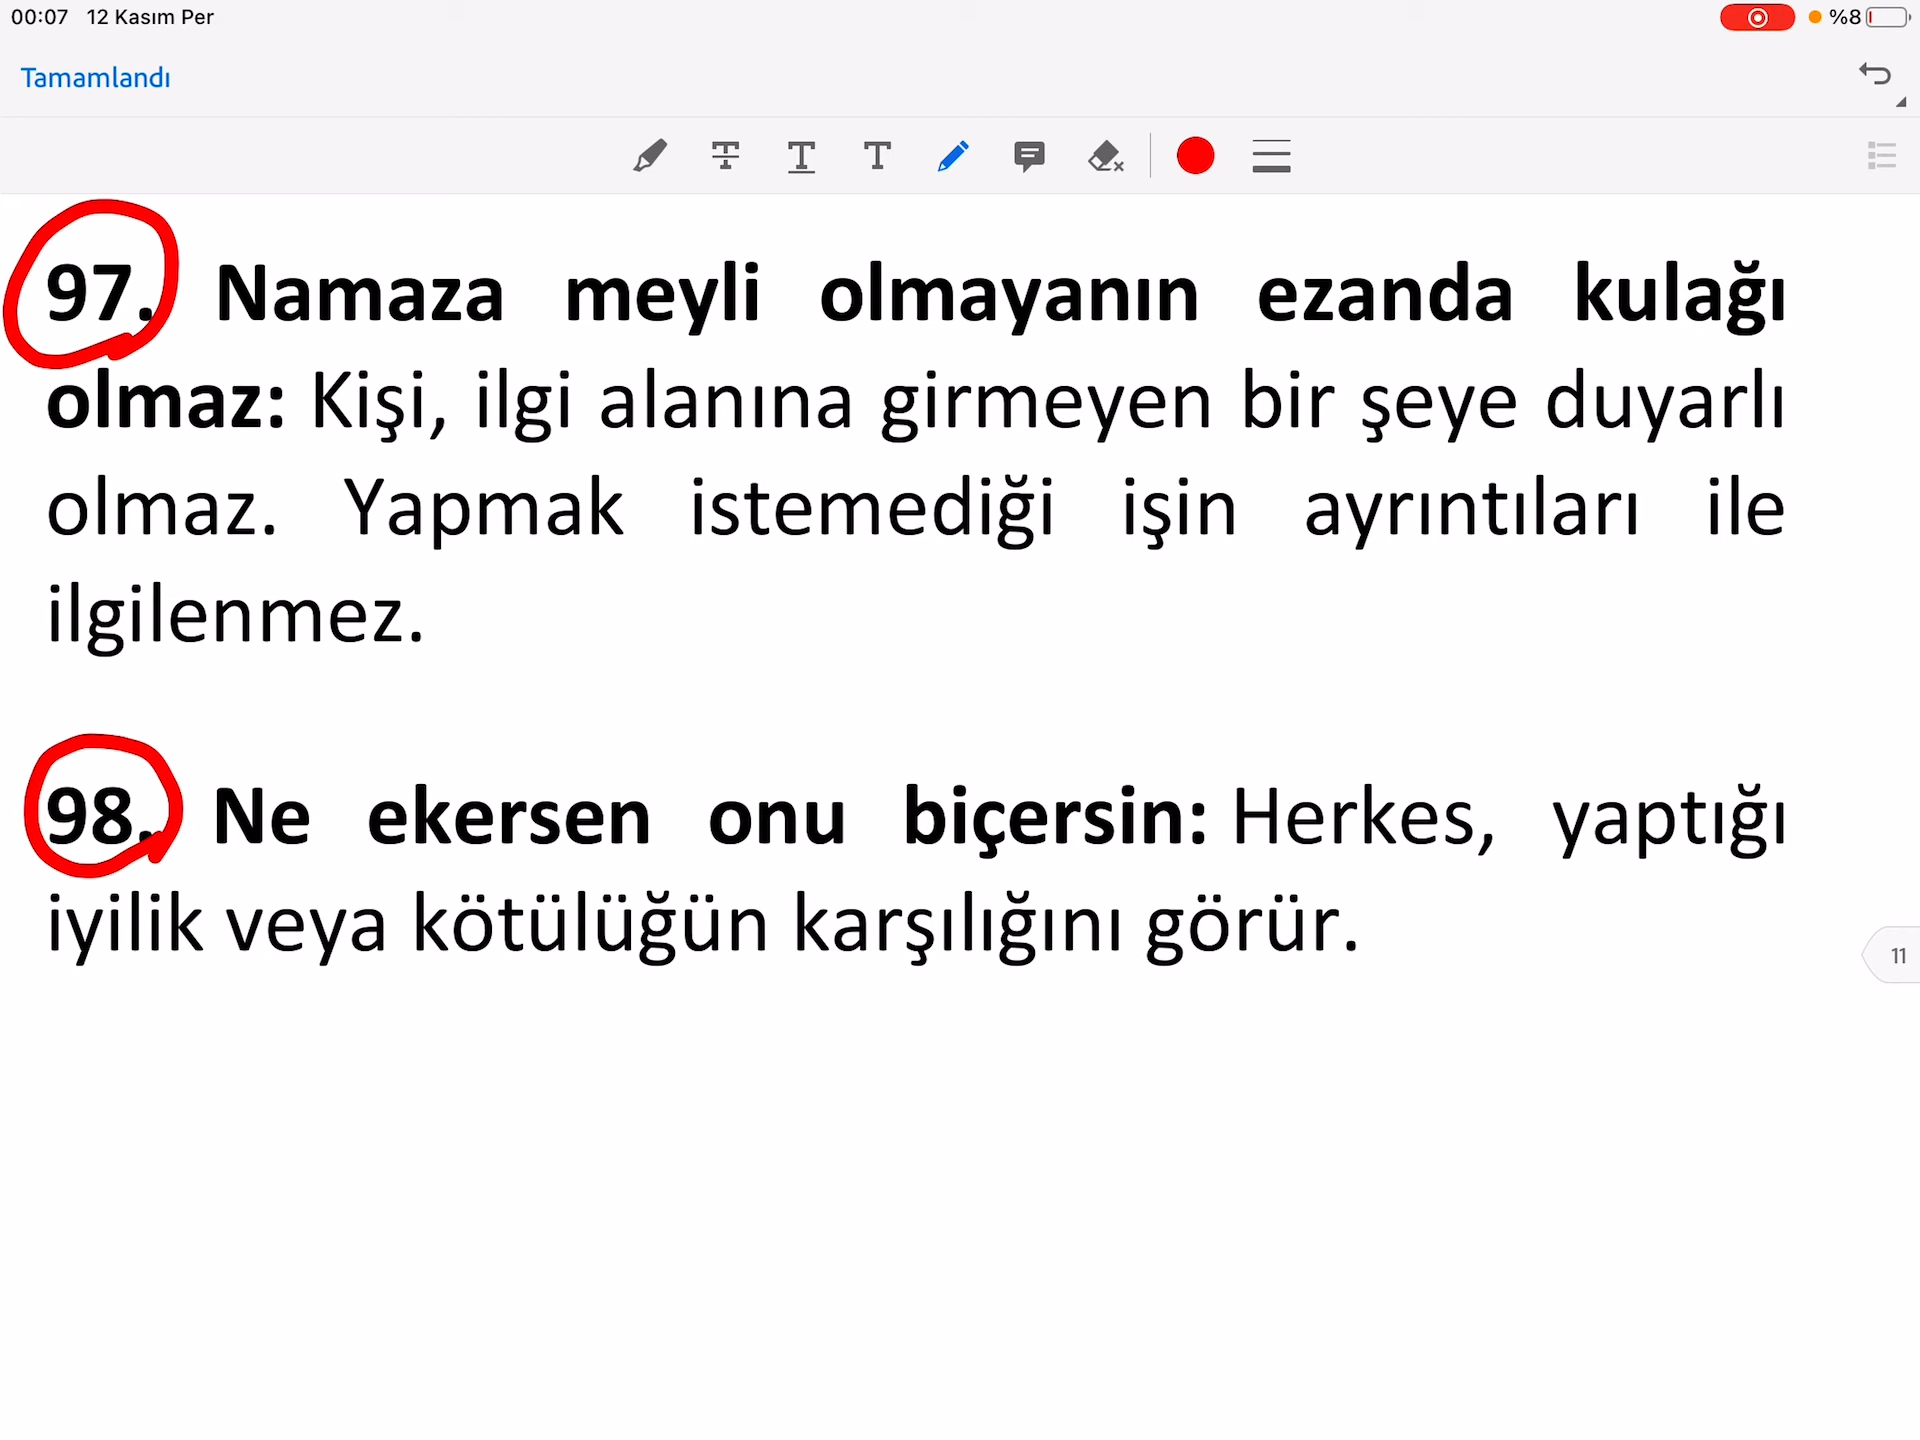 00:07 12 Kasım Per %8
Tamamlandı
97. Namaza meyli olmayanın ezanda kulağı
olmaz: Kişi, ilgi alanına girmeyen bir şeye duyarlı
olmaz. Yapmak istemediği işin ayrıntıları ile
ilgilenmez.
98. Ne ekersen onu biçersin: Herkes, yaptığı
iyilik veya kötülüğün karşılığını görür.
11